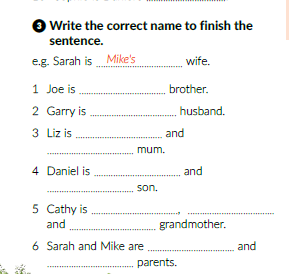 3 Write the correct name to finish the
sentence.
e.g. Sarah is Mike's wife.
1 Joe is ........................ brother.
2 Garry is ........................ husband.
3 Liz is ........................ and
........................ mum.
4 Daniel is ........................ and
........................ son.
5 Cathy is ........................, ........................
and ........................ grandmother.
6 Sarah and Mike are ........................ and
........................ parents.